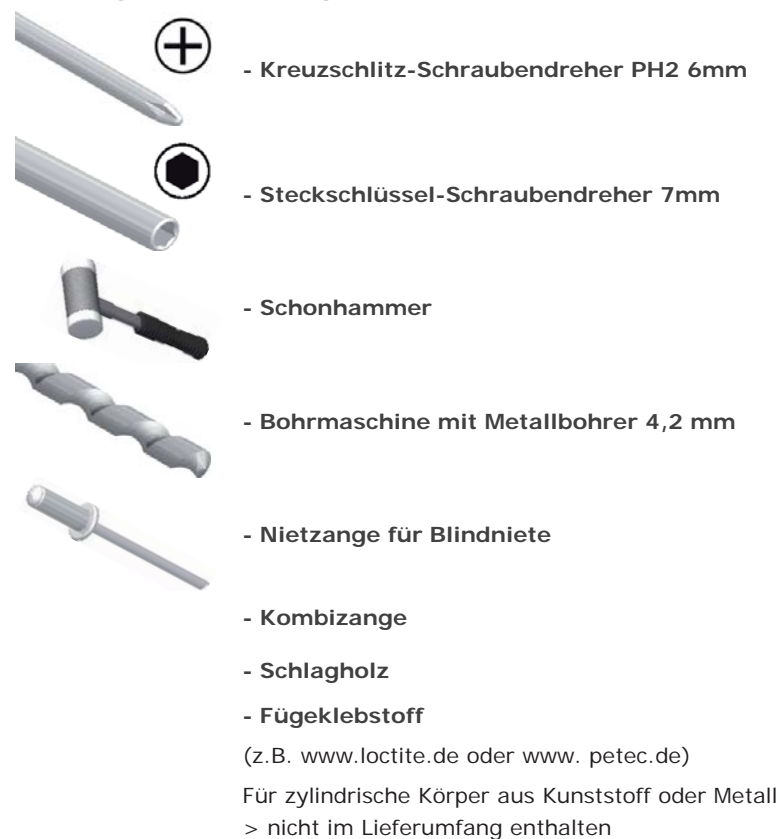 - Kreuzschlitz-Schraubendreher PH2 6mm
- Steckschlüssel-Schraubendreher 7mm
- Schonhammer
- Bohrmaschine mit Metallbohrer 4,2 mm
- Nietzange für Blindniete
- Kombizange
- Schlagholz
- Fügeklebstoff
(z.B. www.loctite.de oder www. petec.de)
Für zylindrische Körper aus Kunststoff oder Metall
> nicht im Lieferumfang enthalten